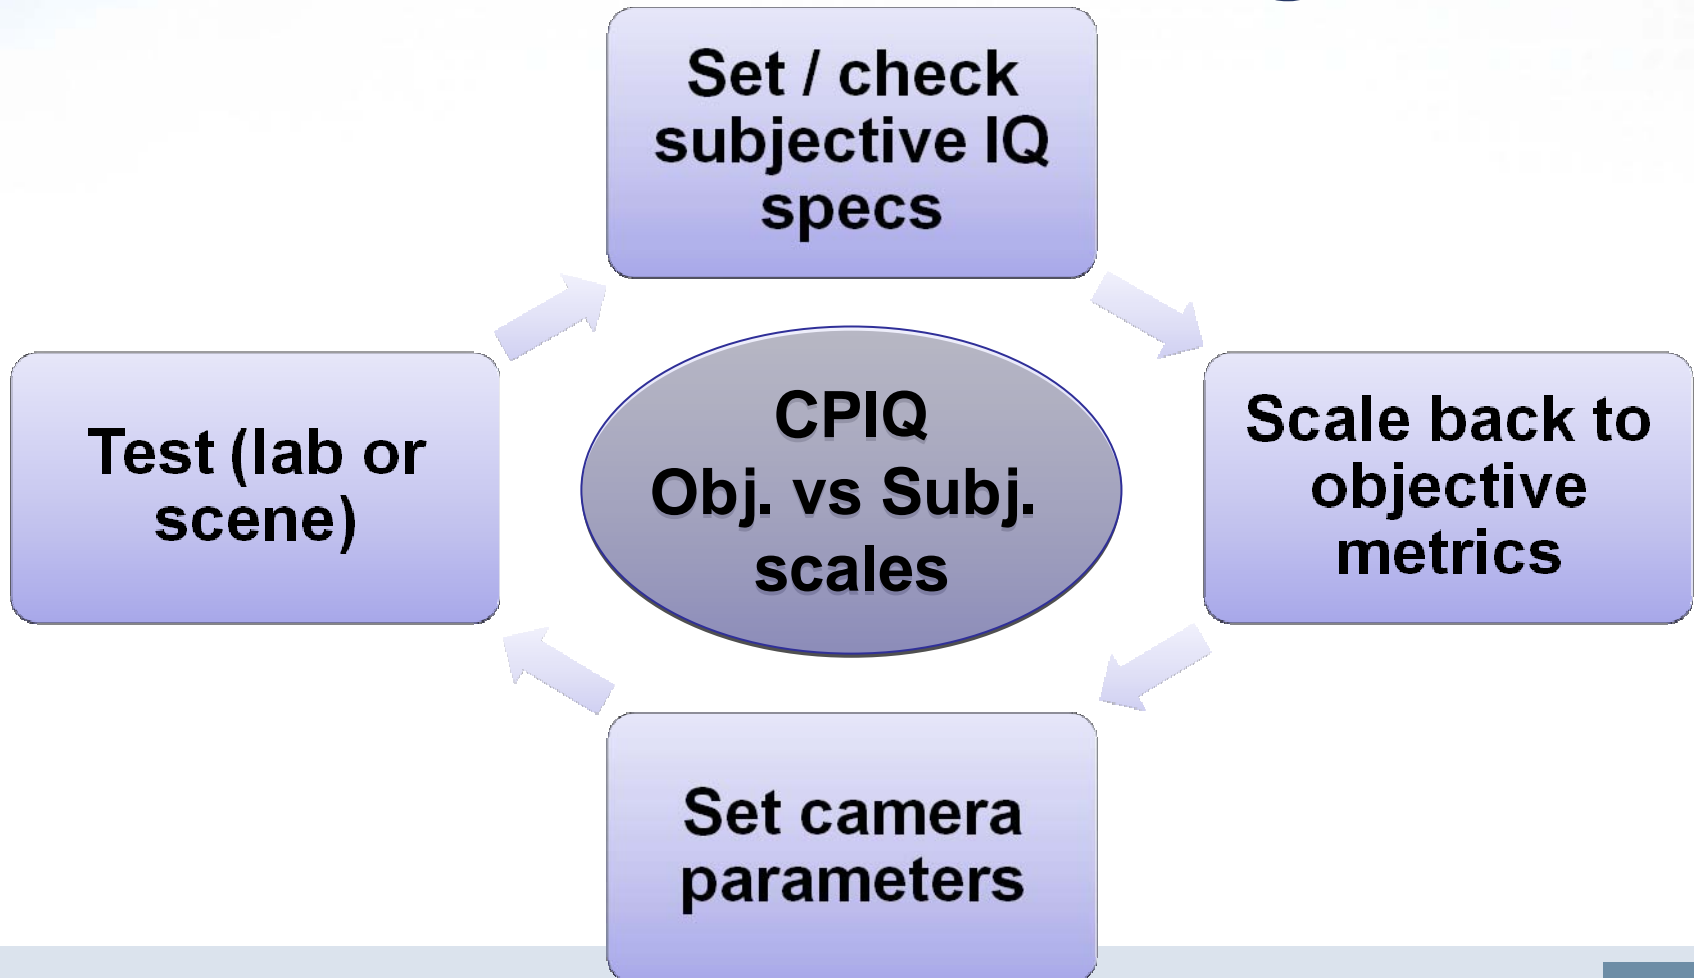 Set / check
subjective IQ
specs
CPIQ
Obj. vs Subj.
scales
Test (lab or
scene)
Scale back to
objective
metrics
Set camera
parameters